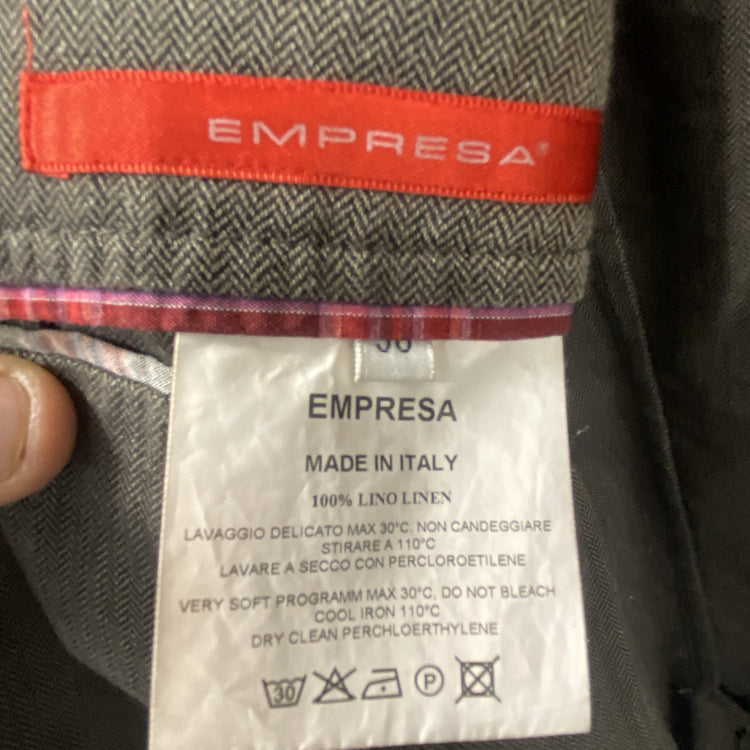 EMPRESA®
EMPRESA
MADE IN ITALY
100% LINO LINEN
LAVAGGIO DELICATO MAX 30°C, NON CANDEGGIARE
STIRARE A 110°C
LAVARE A SECCO CON PERCLOROETILENE
VERY SOFT PROGRAMM MAX 30°C, DO NOT BLEACH
COOL IRON 110°C
DRY CLEAN PERCHLOERTHYLENE
30 P